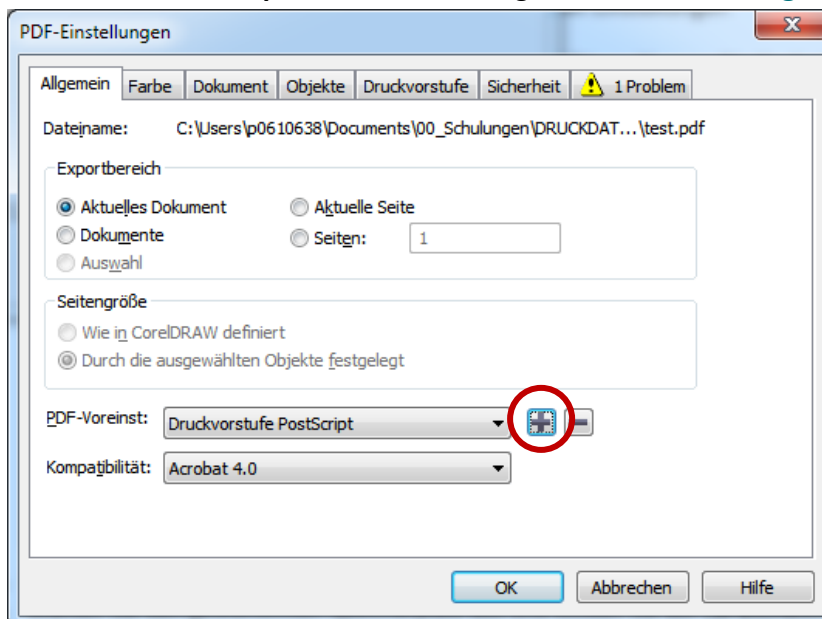 PDF-Einstellungen
x
Allgemein Farbe Dokument Objekte Druckvorstufe Sicherheit 1 Problem
Dateiname: C:\Users\p0610638\Documents\00_Schulungen\DRUCKDAT...\test.pdf
Exportbereich
Aktuelles Dokument Aktuelle Seite
Dokumente Seiten: 1
Auswahl
Seitengröße
Wie in CorelDRAW definiert
Durch die ausgewählten Objekte festgelegt
PDF-Voreinst: Druckvorstufe PostScript
Kompatibilität: Acrobat 4.0
OK Abbrechen Hilfe